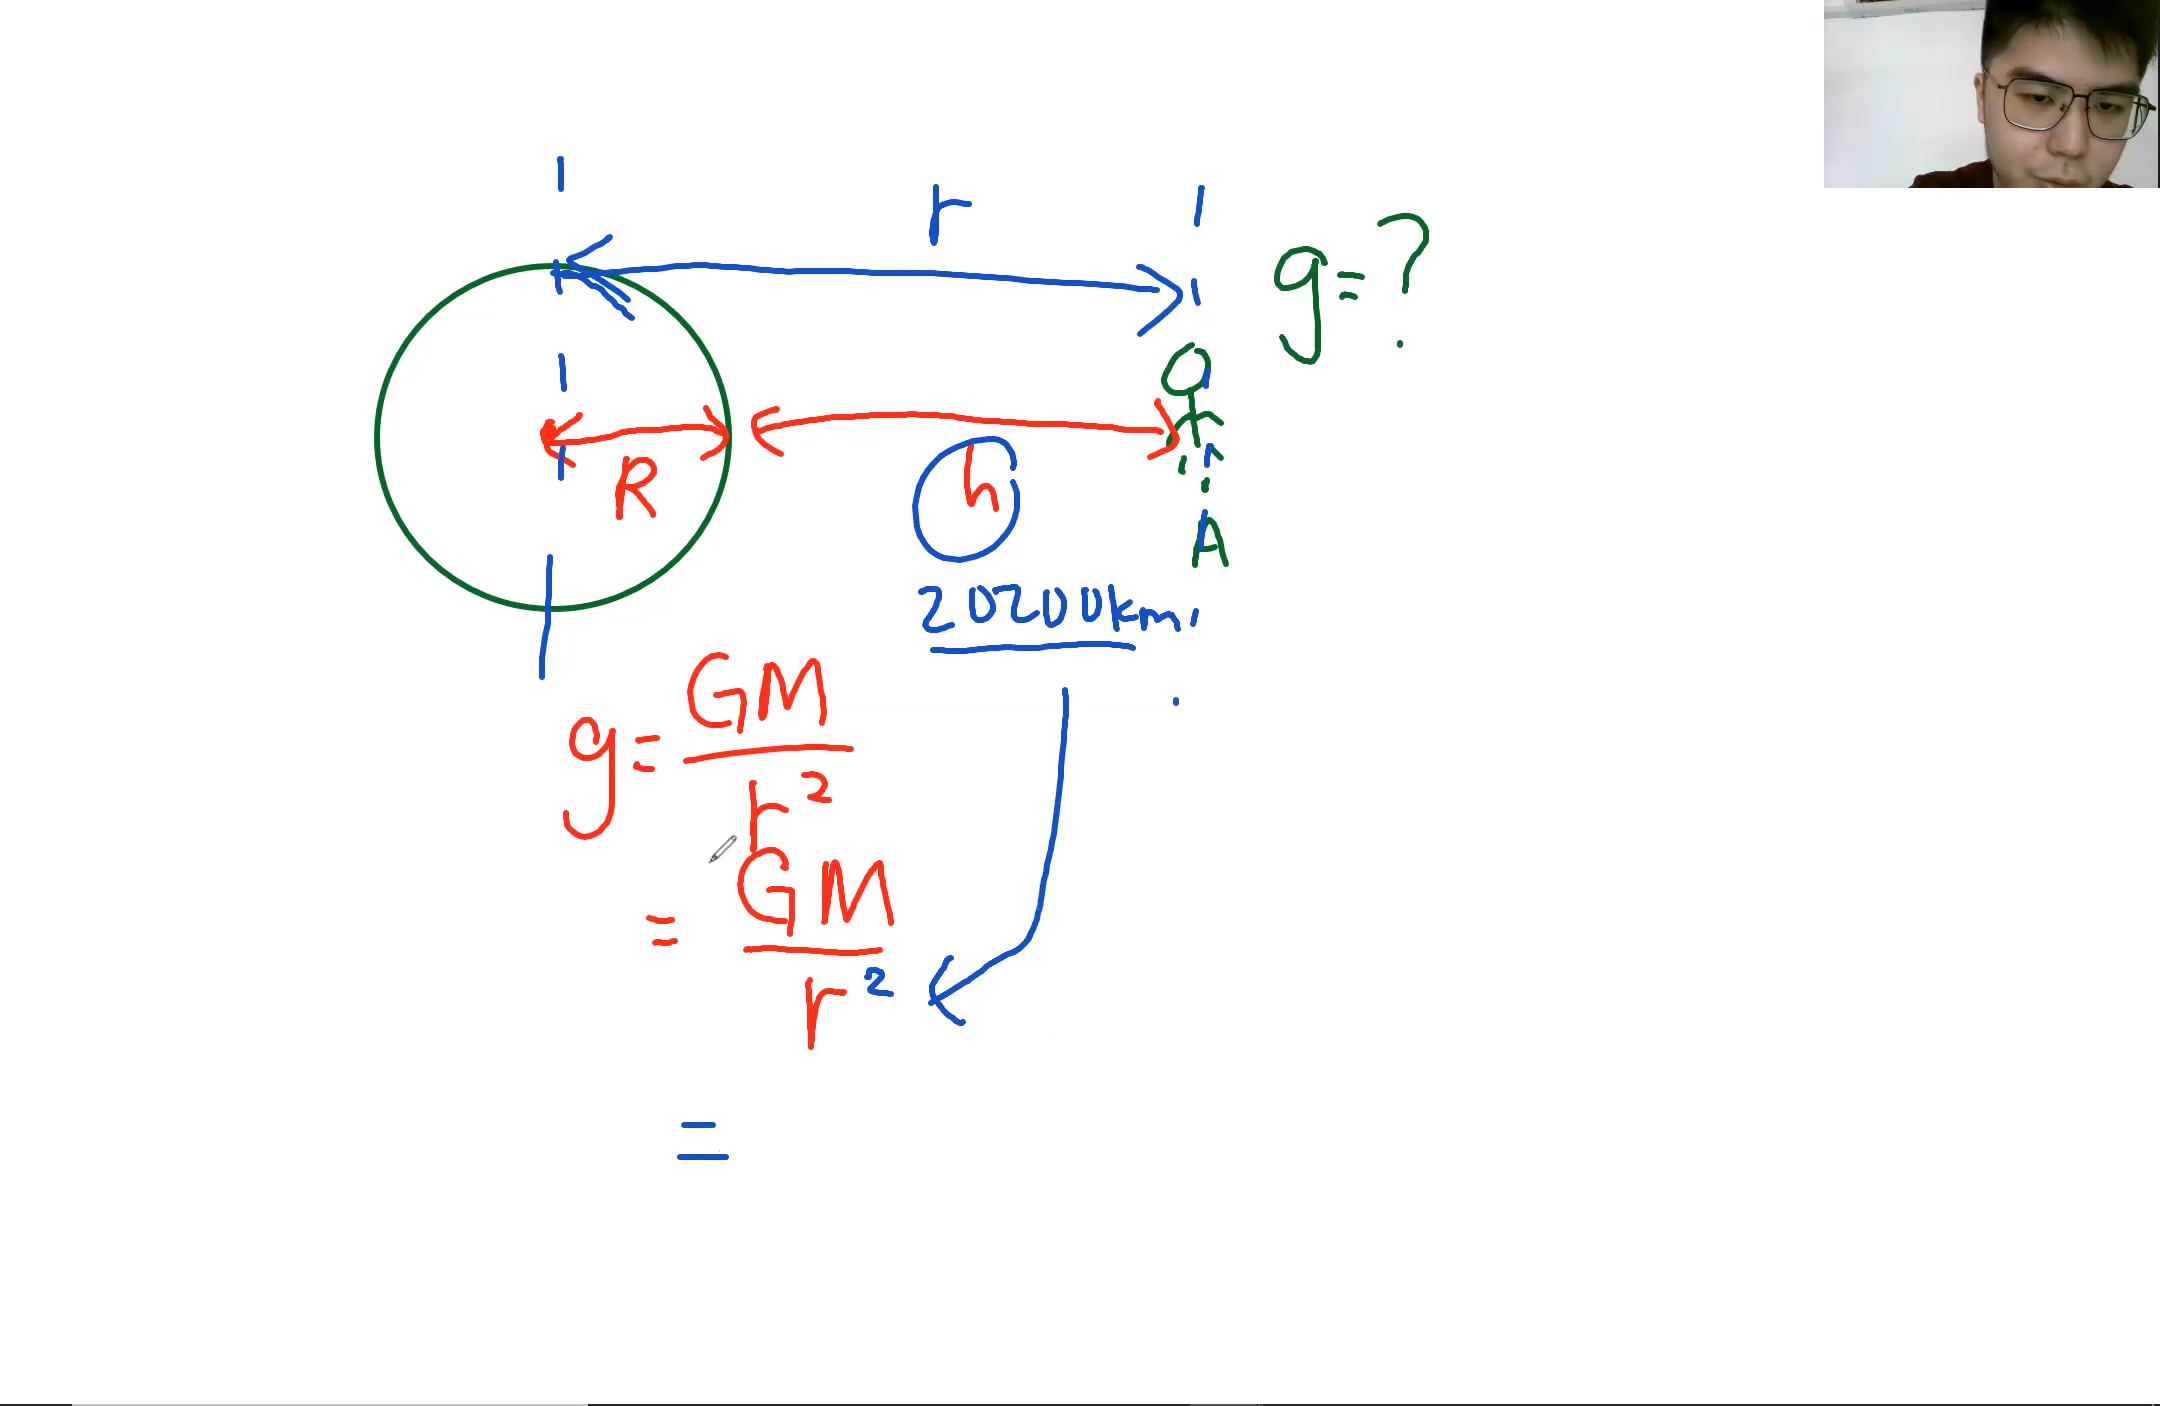 r
g=?
R
h
A
20200km
g=GM/r²
=GM/r²
=